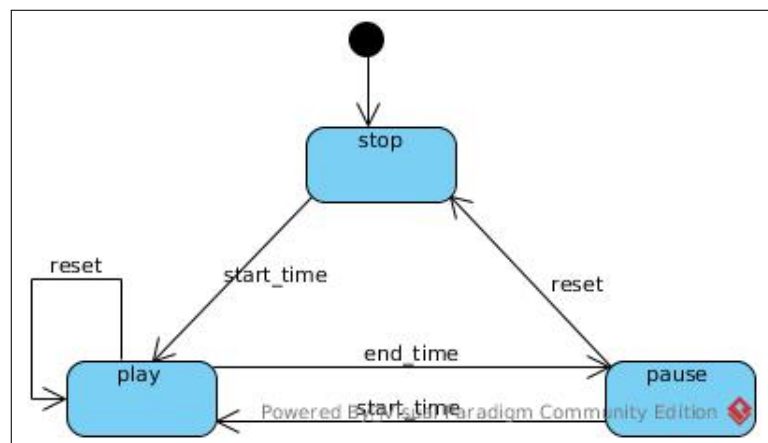 stop
reset
start_time
reset
end_time
play
pause
start_time
Powered By Visual Paradigm Community Edition